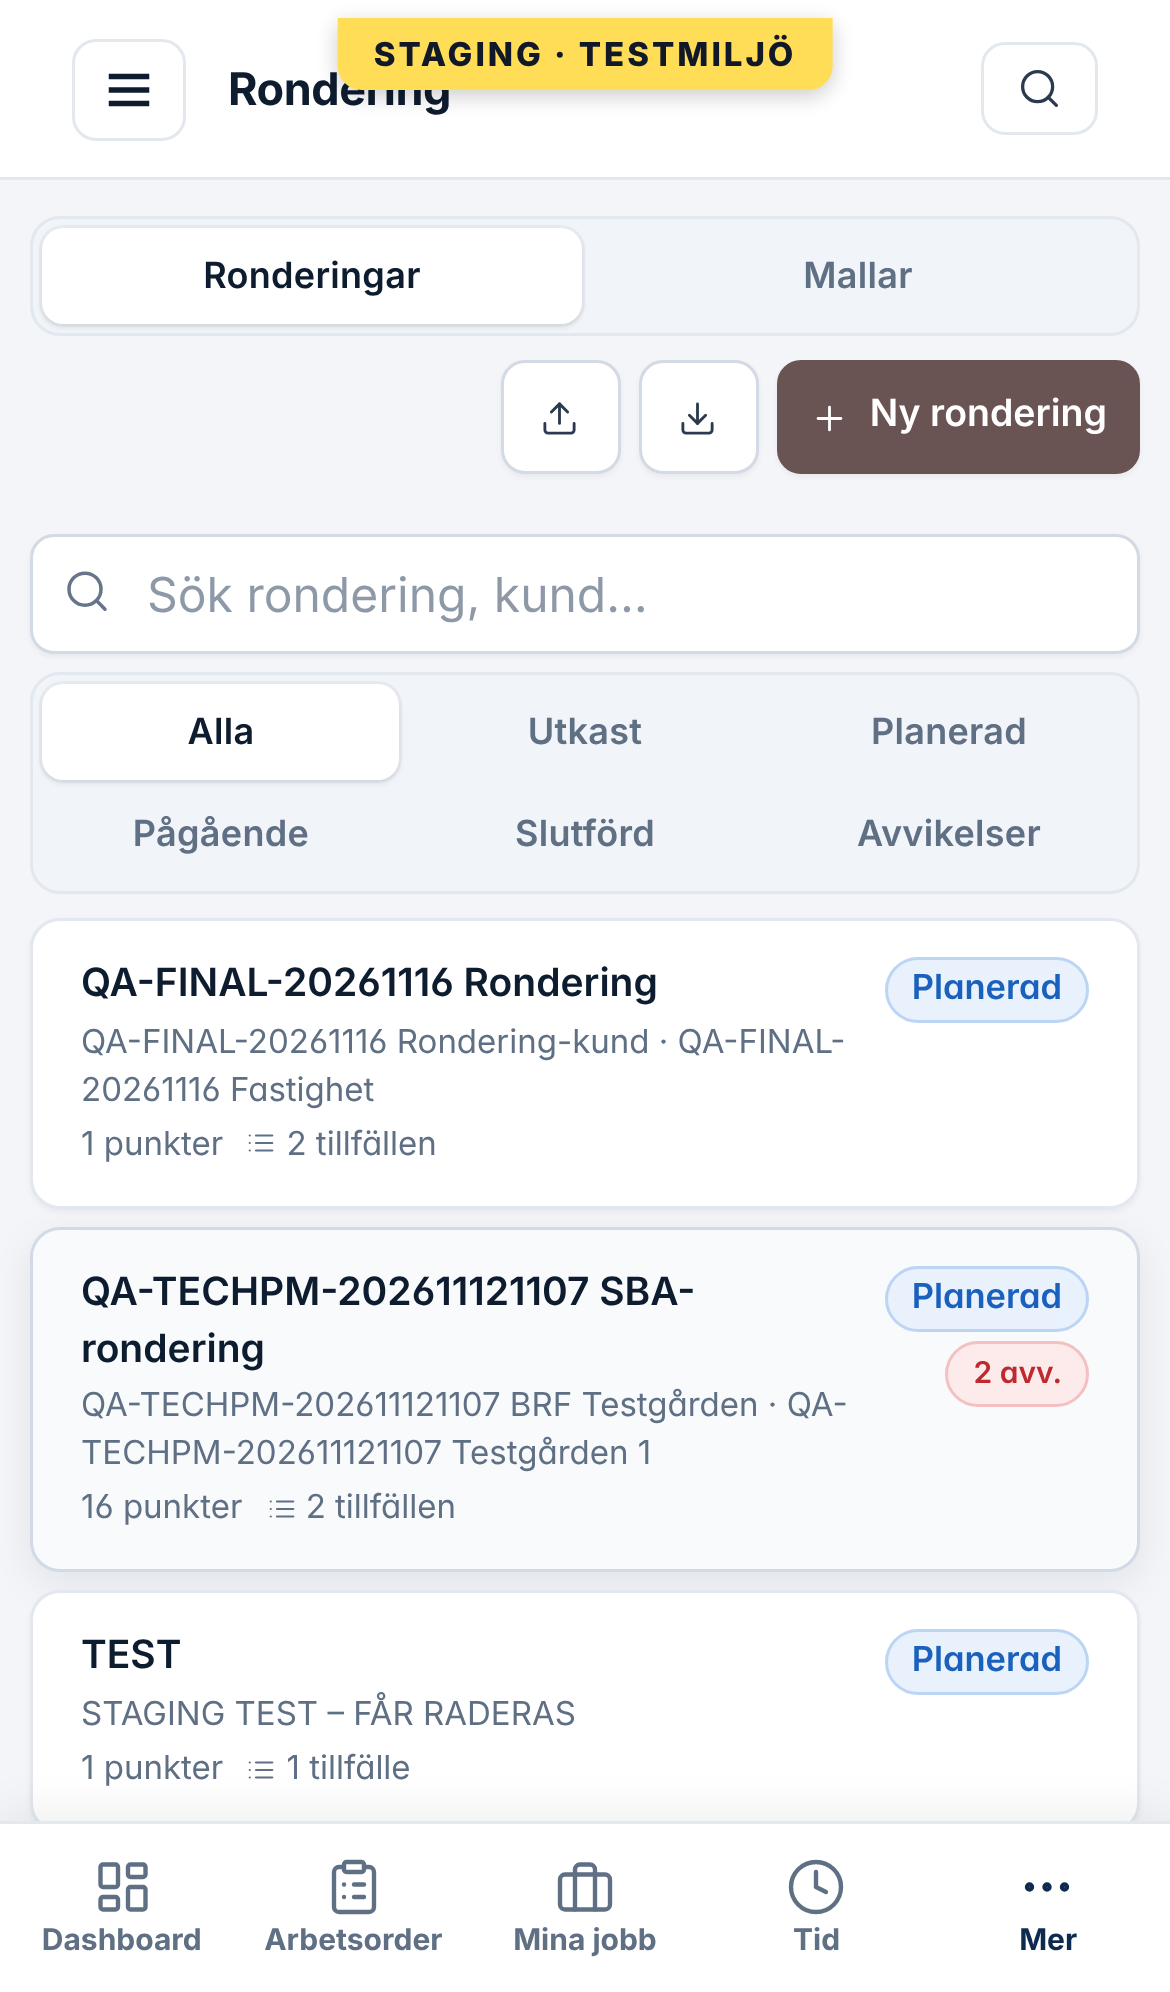 STAGING · TESTMILJÖ
Rondering
Ronderingar
Mallar
Ny rondering
Sök rondering, kund...
Alla
Utkast
Planerad
Pågående
Slutförd
Avvikelser
QA-FINAL-20261116 Rondering
Planerad
QA-FINAL-20261116 Rondering-kund · QA-FINAL-
20261116 Fastighet
1 punkter 2 tillfällen
QA-TECHPM-202611121107 SBA-
rondering
Planerad
2 avv.
QA-TECHPM-202611121107 BRF Testgården · QA-
TECHPM-202611121107 Testgården 1
16 punkter 2 tillfällen
TEST
Planerad
STAGING TEST – FÅR RADERAS
1 punkter 1 tillfälle
Dashboard
Arbetsorder
Mina jobb
Tid
Mer